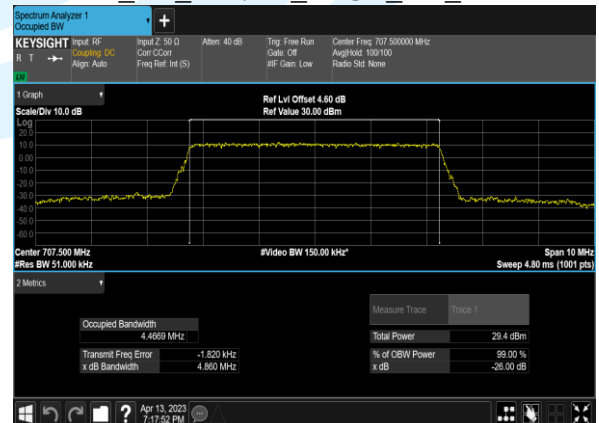 Spectrum Analyzer 1
Occupied BW
KEYSIGHT
R T
LV
Input: RF
Coupling: DC
Align: Auto
Input Z: 50 Ω
Corr CCorr
Freq Ref: Int (S)
Atten: 40 dB
Trig: Free Run
Gate: Off
#IF Gain: Low
Center Freq: 707.500000 MHz
Avg|Hold: 100/100
Radio Std: None
1 Graph
Scale/Div 10.0 dB
Ref Lvl Offset 4.60 dB
Ref Value 30.00 dBm
Log
20.0
10.0
0.00
-10.0
-20.0
-30.0
-40.0
-50.0
-60.0
Center 707.500 MHz
#Res BW 51.000 kHz
#Video BW 150.00 kHz*
Span 10 MHz
Sweep 4.80 ms (1001 pts)
2 Metrics
Measure Trace Trace 1
Occupied Bandwidth
4.4669 MHz
Total Power 29.4 dBm
Transmit Freq Error -1.820 kHz
% of OBW Power 99.00 %
x dB Bandwidth 4.860 MHz
x dB -26.00 dB
Apr 13, 2023
7:17:52 PM